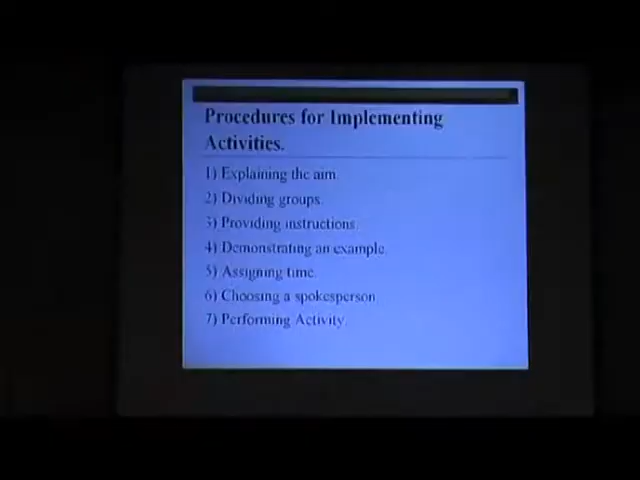 Procedures for Implementing
Activities.
1) Explaining the aim.
2) Dividing groups.
3) Providing instructions.
4) Demonstrating an example.
5) Assigning time.
6) Choosing a spokesperson
7) Performing Activity.